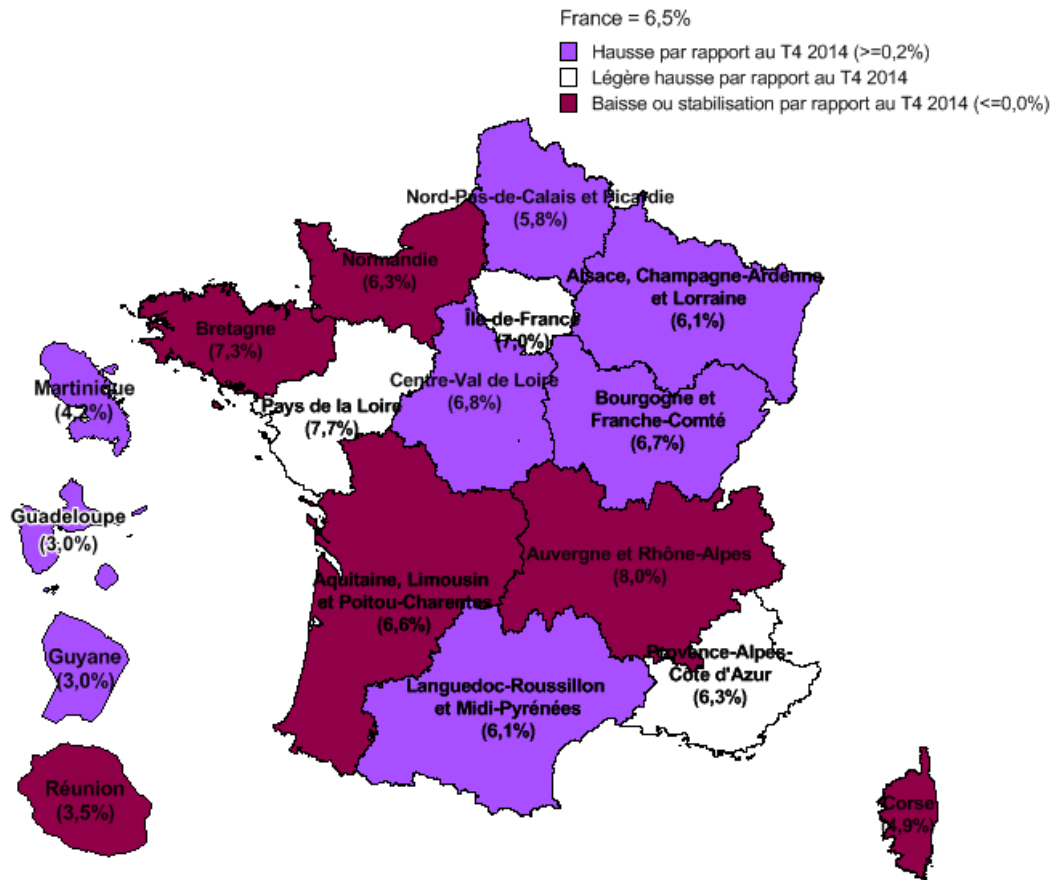 France = 6,5%
Hausse par rapport au T4 2014 (>=0,2%)
Légère hausse par rapport au T4 2014
Baisse ou stabilisation par rapport au T4 2014 (<=0,0%)
Nord-Pas-de-Calais et Picardie
(5,8%)
Normandie
(6,3%)
Alsace, Champagne-Ardenne
et Lorraine
(6,1%)
Île-de-France
(7,0%)
Bretagne
(7,3%)
Martinique
(4,2%)
Centre-Val de Loire
(6,8%)
Pays de la Loire
(7,7%)
Bourgogne et
Franche-Comté
(6,7%)
Guadeloupe
(3,0%)
Auvergne et Rhône-Alpes
(8,0%)
Aquitaine, Limousin
et Poitou-Charentes
(6,6%)
Guyane
(3,0%)
Provence-Alpes-
Côte d'Azur
(6,3%)
Languedoc-Roussillon
et Midi-Pyrénées
(6,1%)
Réunion
(3,5%)
Corse
(4,9%)